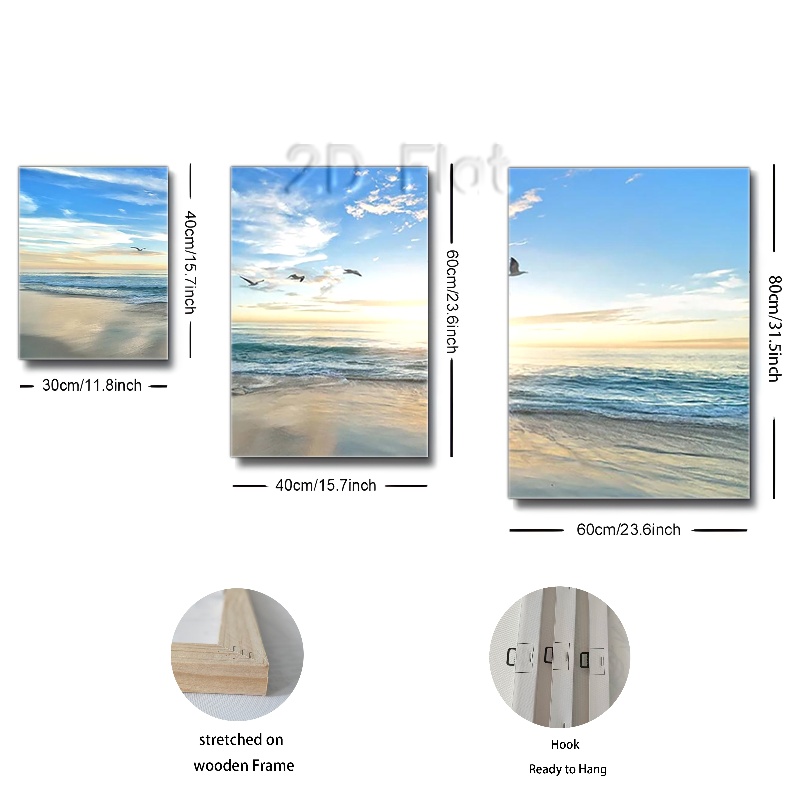 2D Flat
40cm/15.7inch
30cm/11.8inch
60cm/23.6inch
40cm/15.7inch
80cm/31.5inch
60cm/23.6inch
stretched on
wooden Frame
Hook
Ready to Hang